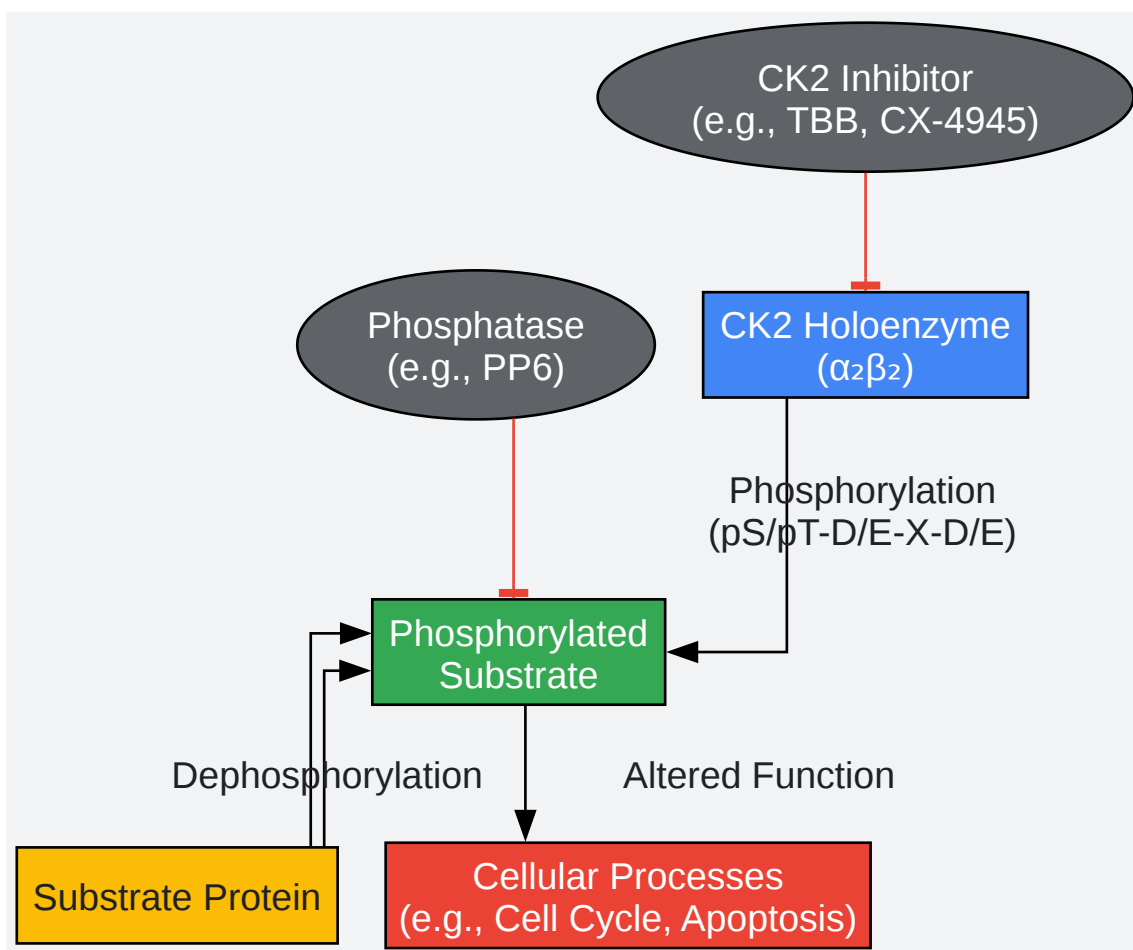 CK2 Inhibitor
(e.g., TBB, CX-4945)
Phosphatase
(e.g., PP6)
CK2 Holoenzyme
(α₂β₂)
Phosphorylation
(pS/pT-D/E-X-D/E)
Phosphorylated
Substrate
Dephosphorylation
Altered Function
Substrate Protein
Cellular Processes
(e.g., Cell Cycle, Apoptosis)